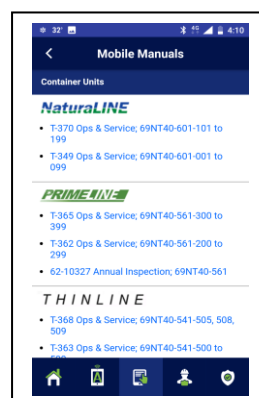 32° 4G 4:10
Mobile Manuals
Container Units
NaturaLINE
• T-370 Ops & Service; 69NT40-601-101 to
199
• T-349 Ops & Service; 69NT40-601-001 to
099
PRIMELINE
• T-365 Ops & Service; 69NT40-561-300 to
399
• T-362 Ops & Service; 69NT40-561-200 to
299
• 62-10327 Annual Inspection; 69NT40-561
THINLINE
• T-368 Ops & Service; 69NT40-541-505, 508,
509
• T-363 Ops & Service; 69NT40-541-500 to